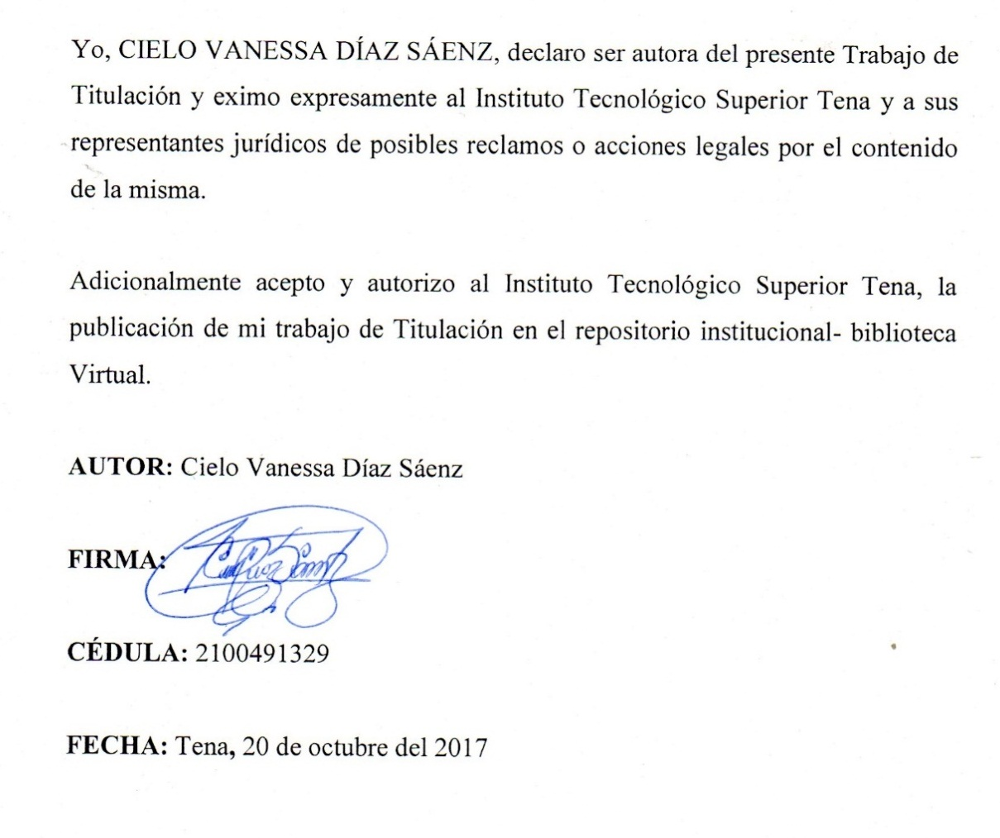 Yo, CIELO VANESSA DÍAZ SÁENZ, declaro ser autora del presente Trabajo de
Titulación y eximo expresamente al Instituto Tecnológico Superior Tena y a sus
representantes jurídicos de posibles reclamos o acciones legales por el contenido
de la misma.
Adicionalmente acepto y autorizo al Instituto Tecnológico Superior Tena, la
publicación de mi trabajo de Titulación en el repositorio institucional- biblioteca
Virtual.
AUTOR: Cielo Vanessa Díaz Sáenz
FIRMA:
CÉDULA: 2100491329
FECHA: Tena, 20 de octubre del 2017